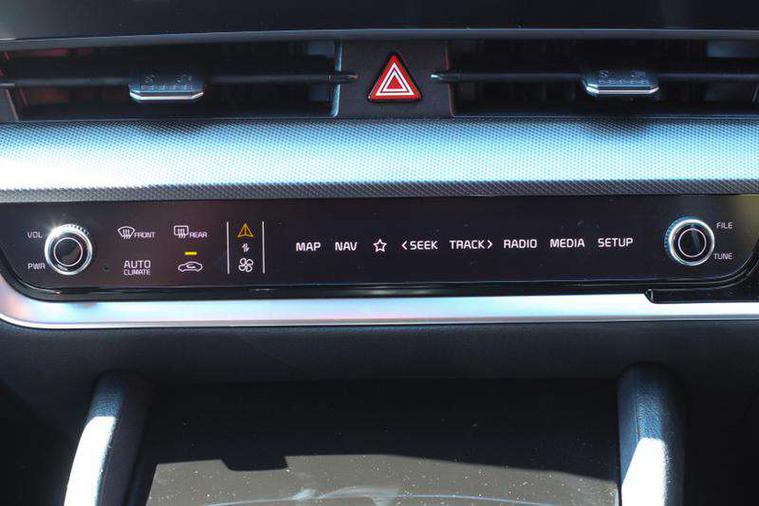 VOL
PWR
FRONT
REAR
AUTO
CLIMATE
MAP NAV <SEEK TRACK> RADIO MEDIA SETUP
FILE
TUNE